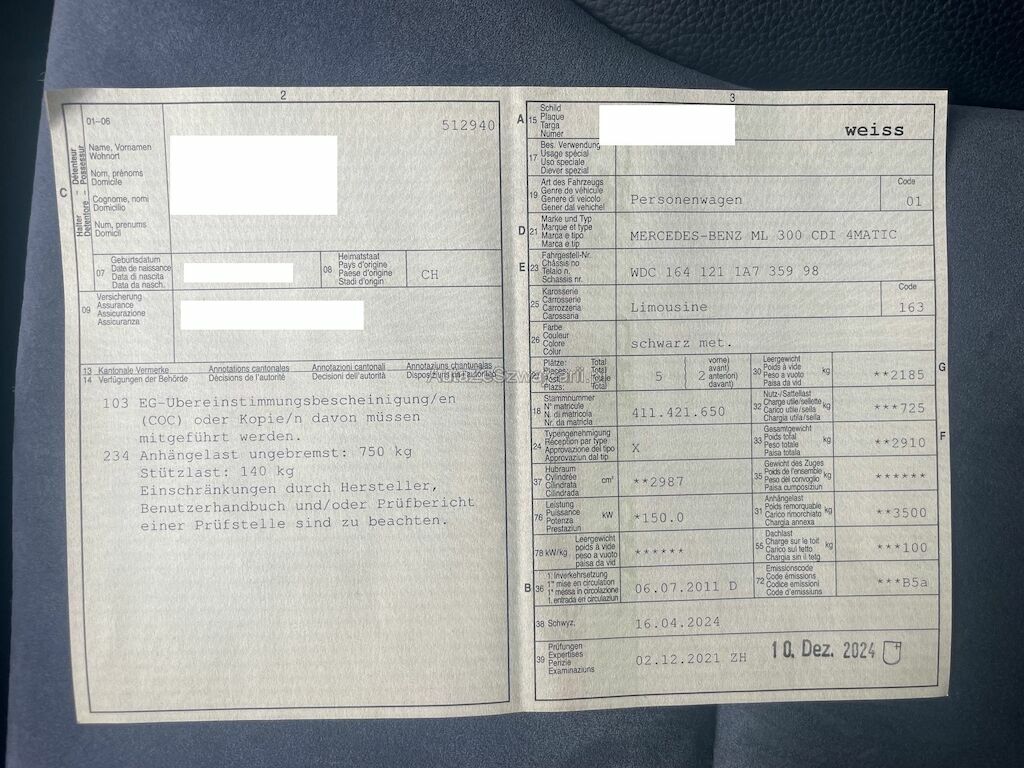 2
01–06
512940
C
Halter Détenteur
Detentore Possessur
Name, Vornamen
Wohnort
Nom, prénoms
Domicile
Cognome, nomi
Domicilio
Num, prenums
Domicil
07
Geburtsdatum
Date de naissance
Data di nascita
Data da nasch.
08
Heimatstaat
Pays d'origine
Paese d'origine
Stadi d'origin
CH
09
Versicherung
Assurance
Assicurazione
Assicuranza
13 Kantonale Vermerke Annotations cantonales Annotazioni cantonali Annotaziuns chantunalas
14 Verfügungen der Behörde Décisions de l'autorité Decisioni dell'autorità
103 EG-Übereinstimmungsbescheinigung/en
(COC) oder Kopie/n davon müssen
mitgeführt werden.
234 Anhängelast ungebremst: 750 kg
Stützlast: 140 kg
Einschränkungen durch Hersteller,
Benutzerhandbuch und/oder Prüfbericht
einer Prüfstelle sind zu beachten.
3
A 15
Schild
Plaque
Targa
Numer
weiss
17
Bes. Verwendung
Usage spécial
Uso speciale
Diever spezial
19
Art des Fahrzeugs
Genre de véhicule
Genere di veicolo
Gener dal vehichel
Personenwagen
Code
01
D 21
Marke und Typ
Marque et type
Marca e tipo
Marca e tip
MERCEDES-BENZ ML 300 CDI 4MATIC
E 23
Fahrgestell-Nr.
Châssis no
Telaio n.
Schassis nr.
WDC 164 121 1A7 359 98
25
Karosserie
Carrosserie
Carrozzeria
Carossaria
Limousine
Code
163
26
Farbe
Couleur
Colore
Colur
schwarz met.
Plätze: Total
Places: Total
Posti: Totale
Plazs: Total
5
( 2
vorne)
avant)
anteriori)
davant)
30
Leergewicht
Poids à vide
Peso a vuoto
Paisa da vid
kg
**2185
G
18
Stammnummer
N° matricule
N. di matricola
Nr. da matricla
411.421.650
32
Nutz-/Sattellast
Charge utile/sellette
Carico utile/sella
Chargia utila/sella
kg
***725
24
Typengenehmigung
Réception par type
Approvazione del tipo
Approvaziun dal tip
X
33
Gesamtgewicht
Poids total
Peso totale
Paisa totala
kg
**2910
F
37
Hubraum
Cylindrée
Cilindrata
Cilindrada
cm³
**2987
35
Gewicht des Zuges
Poids de l'ensemble
Peso del convoglio
Paisa cumposiziun
kg
******
76
Leistung
Puissance
Potenza
Prestaziun
kW
*150.0
31
Anhängelast
Poids remorquable
Carico rimorchiato
Chargia annexa
kg
**3500
78 kW/kg
Leergewicht
poids à vide
peso a vuoto
paisa da vid
******
55
Dachlast
Charge sur le toit
Carico sul tetto
Chargia sin il tetg
kg
***100
B 36
1. Inverkehrsetzung
1re mise en circulation
1a messa in circolazione
1. entrada en circulaziun
06.07.2011 D
72
Emissionscode
Code émissions
Codice emissioni
Code d'emissiuns
***B5a
38 Schwyz.
16.04.2024
39
Prüfungen
Expertises
Perizie
Examinaziuns
02.12.2021 ZH
10. Dez. 2024